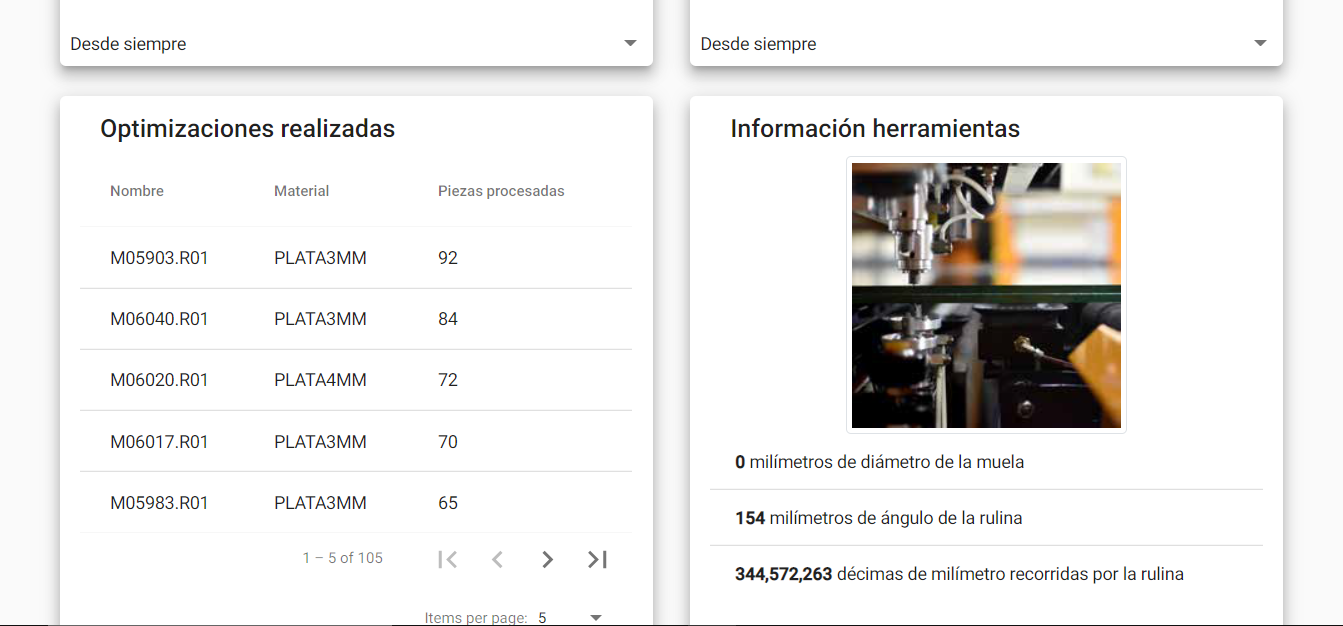 Desde siempre
Desde siempre
Optimizaciones realizadas
Nombre Material Piezas procesadas
M05903.R01 PLATA3MM 92
M06040.R01 PLATA3MM 84
M06020.R01 PLATA4MM 72
M06017.R01 PLATA3MM 70
M05983.R01 PLATA3MM 65
1 – 5 of 105
Items per page: 5
Información herramientas
0 milímetros de diámetro de la muela
154 milímetros de ángulo de la rulina
344,572,263 décimas de milímetro recorridas por la rulina